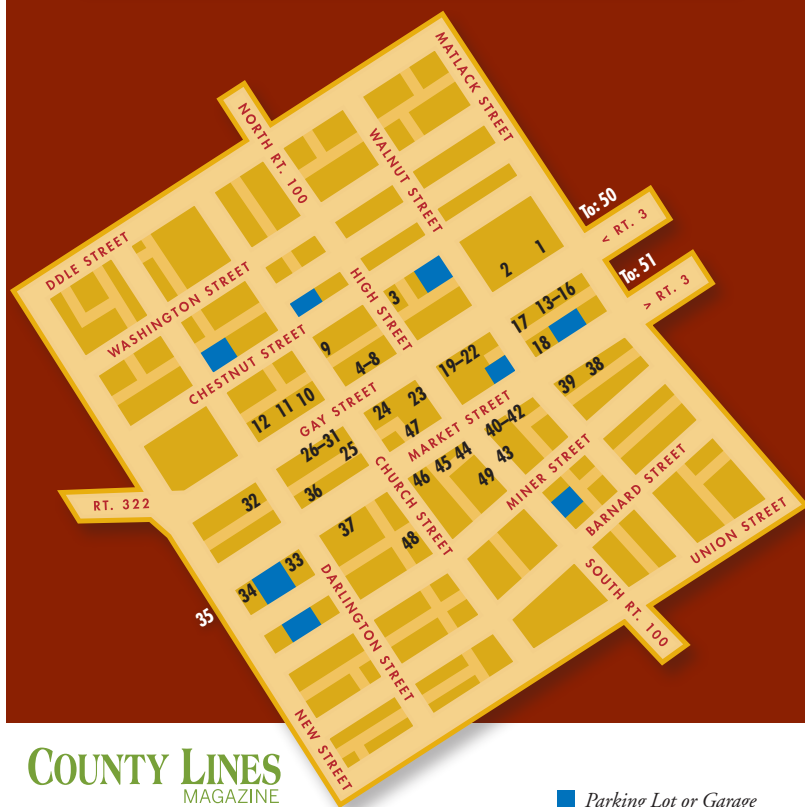 MATLACK STREET
NORTH RT. 100
WALNUT STREET
To: 50
< RT. 3
DDLE STREET
To: 51
> RT. 3
1
2
WASHINGTON STREET
HIGH STREET
3
17 13–16
18
CHESTNUT STREET
9
4–8
19–22
39 38
12 11 10
GAY STREET
24 23
47
MARKET STREET
40–42
26–31
25
36
CHURCH STREET
46 45 44
43
49
MINER STREET
BARNARD STREET
RT. 322
32
37
48
UNION STREET
33
34
35
DARLINGTON STREET
SOUTH RT. 100
NEW STREET
COUNTY LINES
MAGAZINE
Parking Lot or Garage